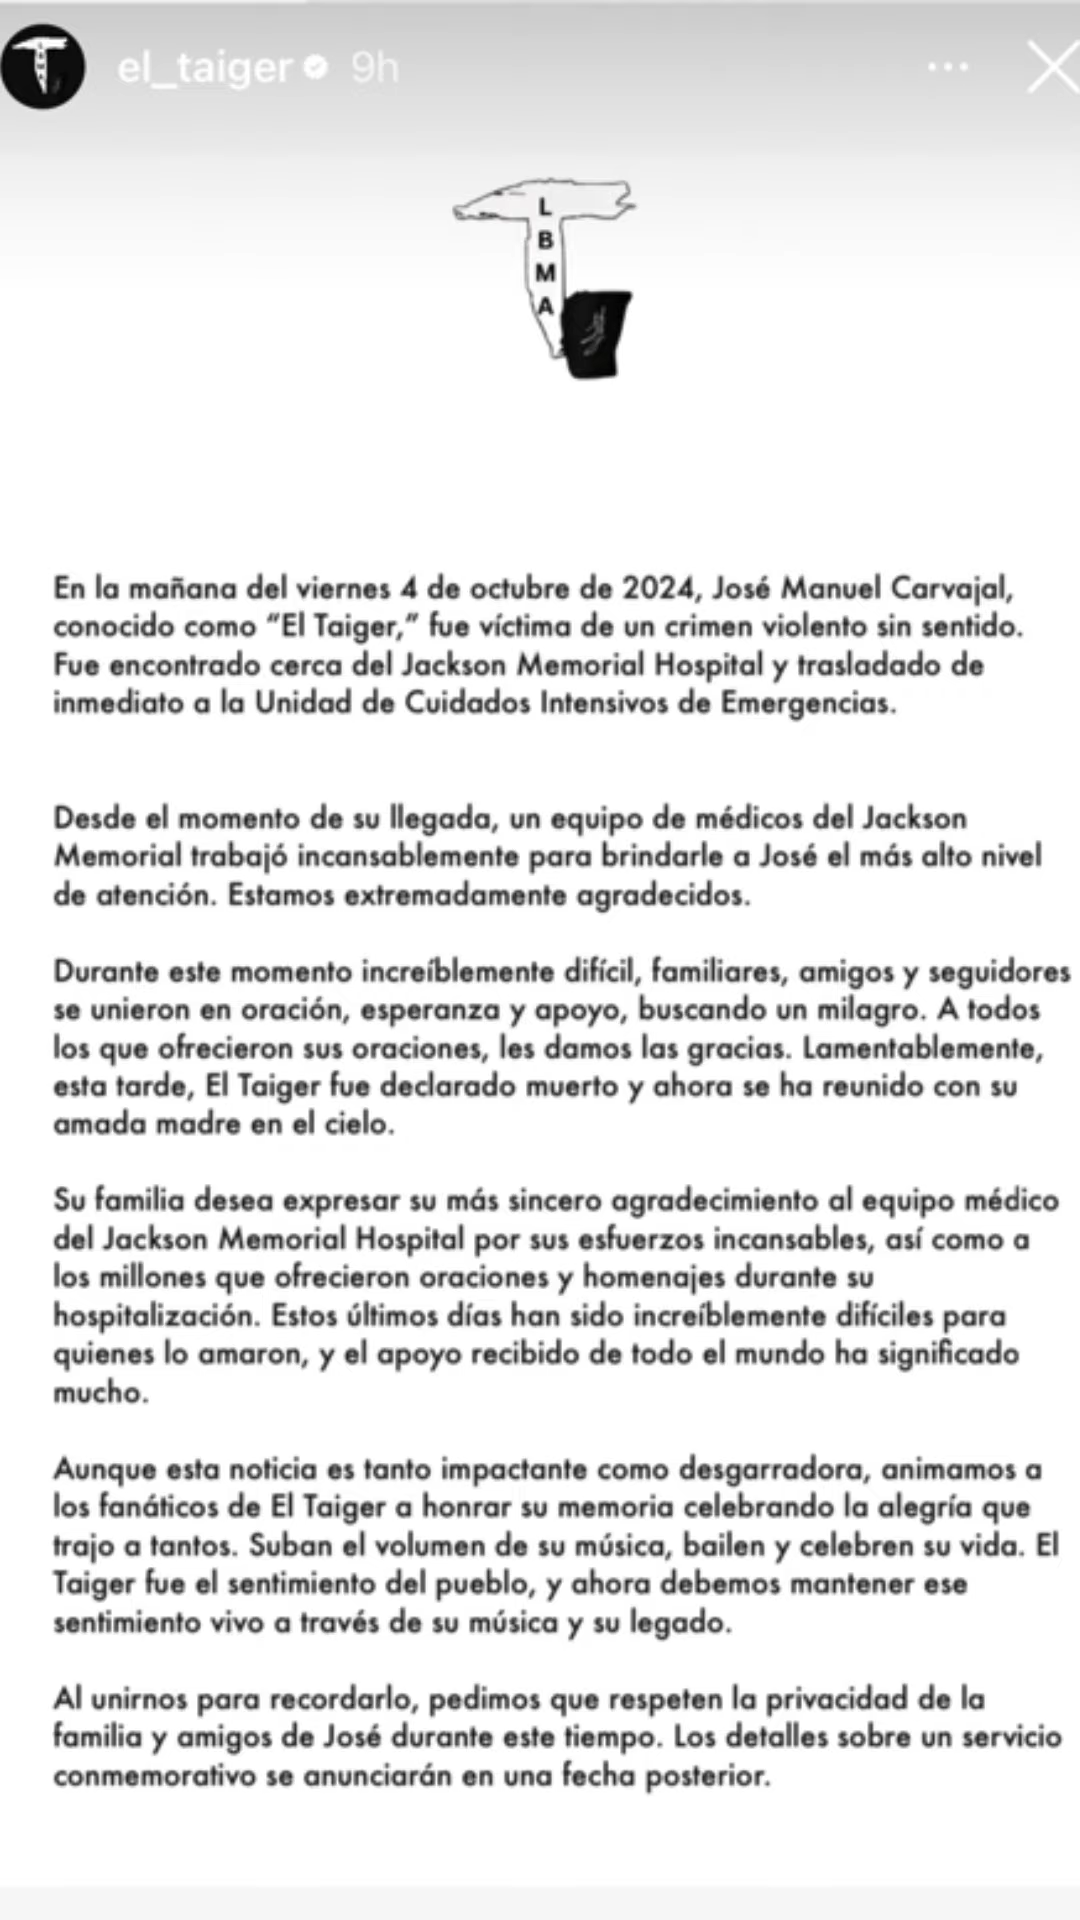 el_taiger 9h
L
B
M
A
En la mañana del viernes 4 de octubre de 2024, José Manuel Carvajal,
conocido como “El Taiger,” fue víctima de un crimen violento sin sentido.
Fue encontrado cerca del Jackson Memorial Hospital y trasladado de
inmediato a la Unidad de Cuidados Intensivos de Emergencias.
Desde el momento de su llegada, un equipo de médicos del Jackson
Memorial trabajó incansablemente para brindarle a José el más alto nivel
de atención. Estamos extremadamente agradecidos.
Durante este momento increíblemente difícil, familiares, amigos y seguidores
se unieron en oración, esperanza y apoyo, buscando un milagro. A todos
los que ofrecieron sus oraciones, les damos las gracias. Lamentablemente,
esta tarde, El Taiger fue declarado muerto y ahora se ha reunido con su
amada madre en el cielo.
Su familia desea expresar su más sincero agradecimiento al equipo médico
del Jackson Memorial Hospital por sus esfuerzos incansables, así como a
los millones que ofrecieron oraciones y homenajes durante su
hospitalización. Estos últimos días han sido increíblemente difíciles para
quienes lo amaron, y el apoyo recibido de todo el mundo ha significado
mucho.
Aunque esta noticia es tanto impactante como desgarradora, animamos a
los fanáticos de El Taiger a honrar su memoria celebrando la alegría que
trajo a tantos. Suban el volumen de su música, bailen y celebren su vida. El
Taiger fue el sentimiento del pueblo, y ahora debemos mantener ese
sentimiento vivo a través de su música y su legado.
Al unirnos para recordarlo, pedimos que respeten la privacidad de la
familia y amigos de José durante este tiempo. Los detalles sobre un servicio
conmemorativo se anunciarán en una fecha posterior.